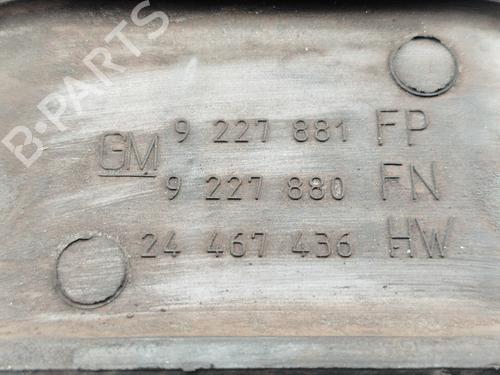 B-PARTS
GM 9 227 881 FP
9 227 880 FN
24 467 436 HW